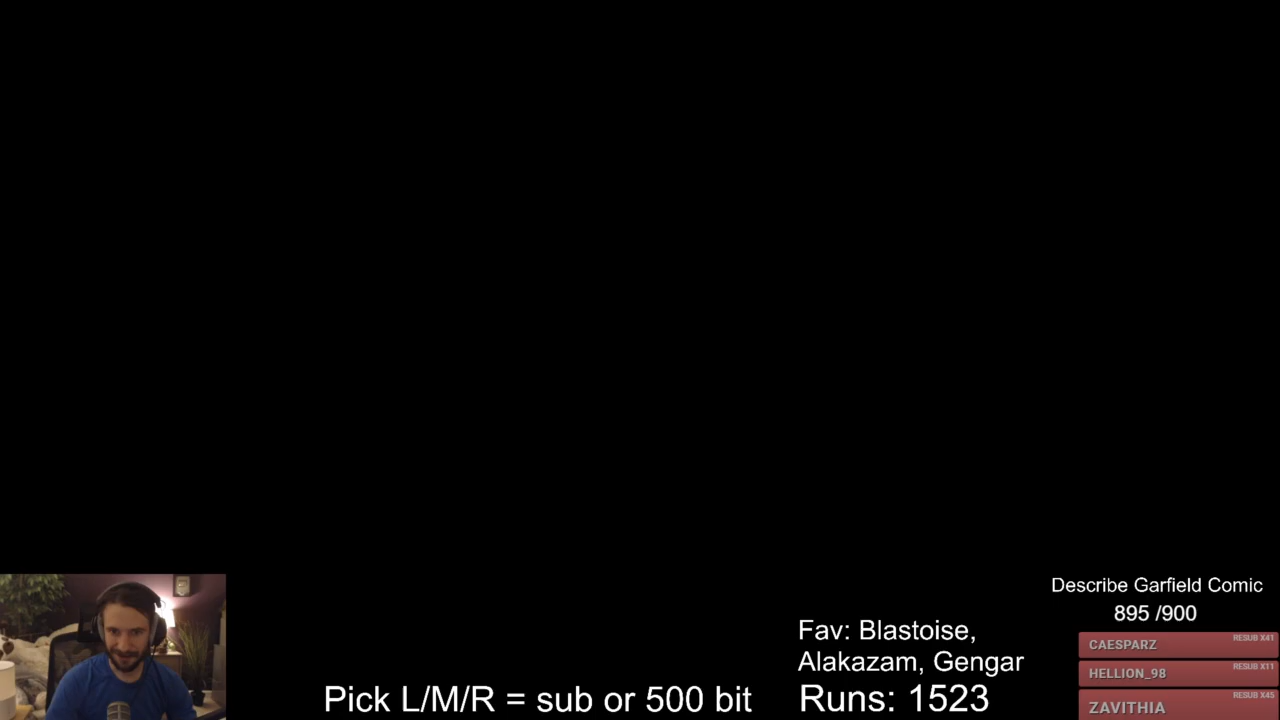 Describe Garfield Comic
895 /900
Fav: Blastoise,
Alakazam, Gengar
Pick L/M/R = sub or 500 bit
Runs: 1523
CAESPARZ RESUB X41
HELLION_98 RESUB X11
ZAVITHIA RESUB X45